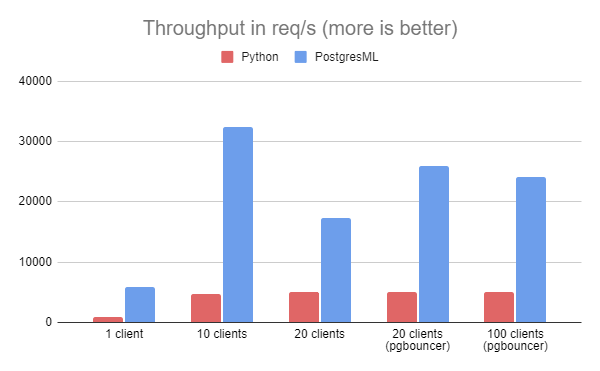 Throughput in req/s (more is better)
Python PostgresML
40000
30000
20000
10000
0
1 client
10 clients
20 clients
20 clients
(pgbouncer)
100 clients
(pgbouncer)